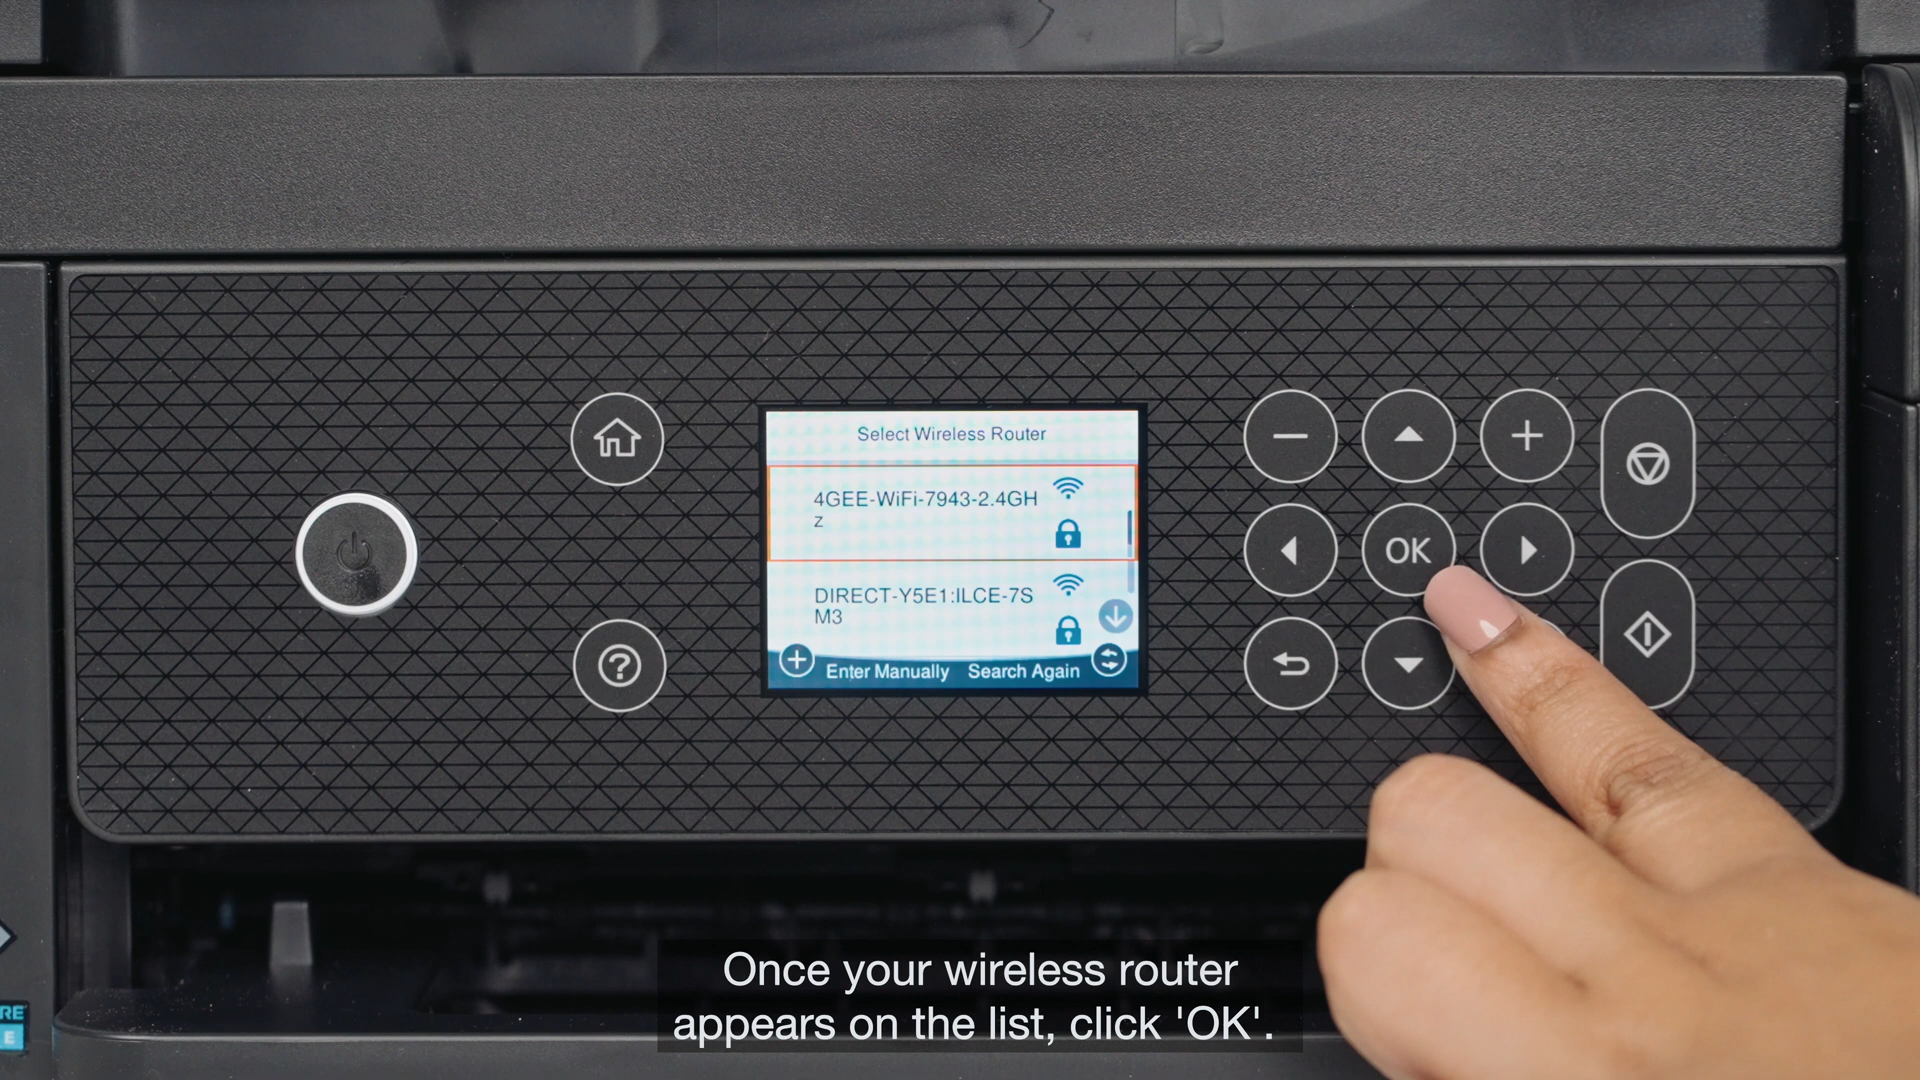 Select Wireless Router
4GEE-WiFi-7943-2.4GH
z
DIRECT-Y5E1:ILCE-7S
M3
Enter Manually Search Again
OK
RE
E
Once your wireless router
appears on the list, click 'OK'.